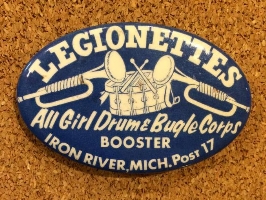 LEGIONETTES
All Girl Drum & Bugle Corps
BOOSTER
IRON RIVER, MICH. Post 17